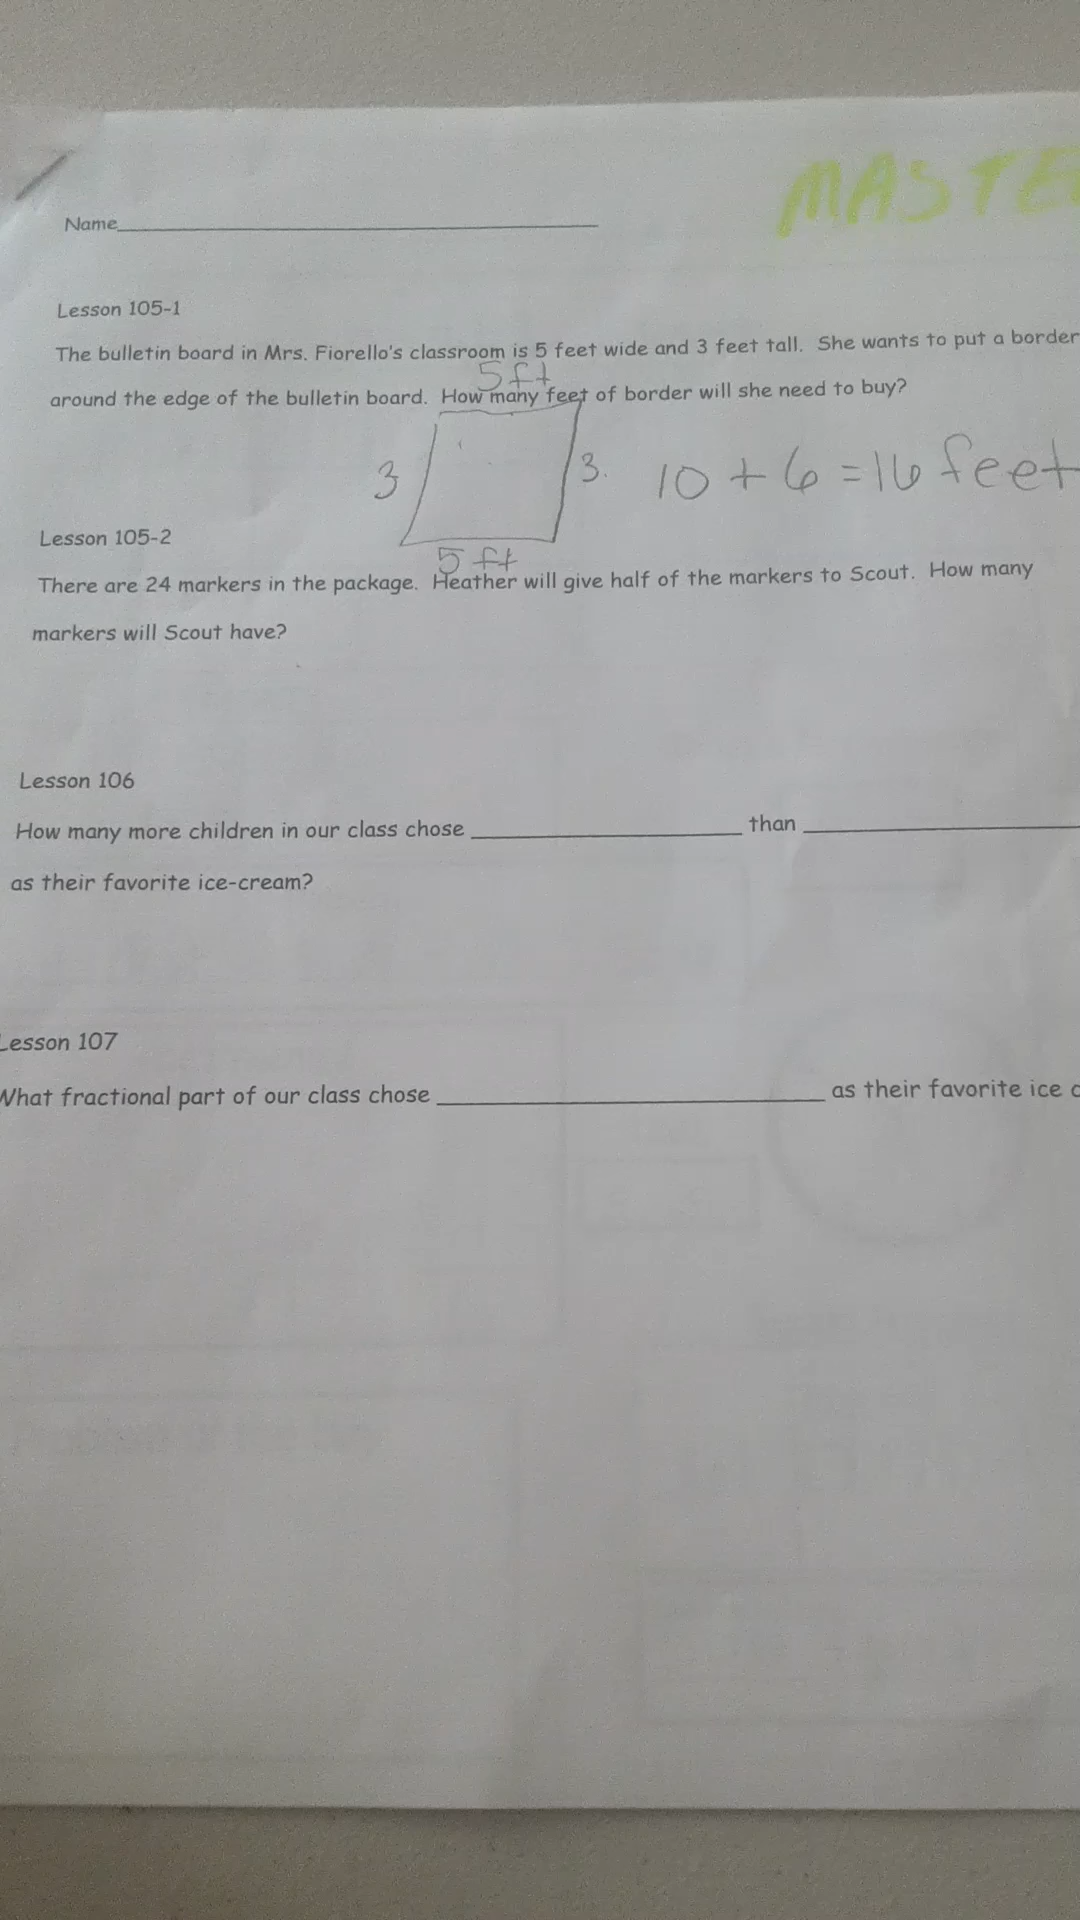 MASTE
Name
Lesson 105-1
The bulletin board in Mrs. Fiorello's classroom is 5 feet wide and 3 feet tall. She wants to put a border
5 ft
around the edge of the bulletin board. How many feet of border will she need to buy?
3 3. 10 + 6 = 16 feet
Lesson 105-2
5 ft
There are 24 markers in the package. Heather will give half of the markers to Scout. How many
markers will Scout have?
Lesson 106
How many more children in our class chose than
as their favorite ice-cream?
Lesson 107
What fractional part of our class chose as their favorite ice c